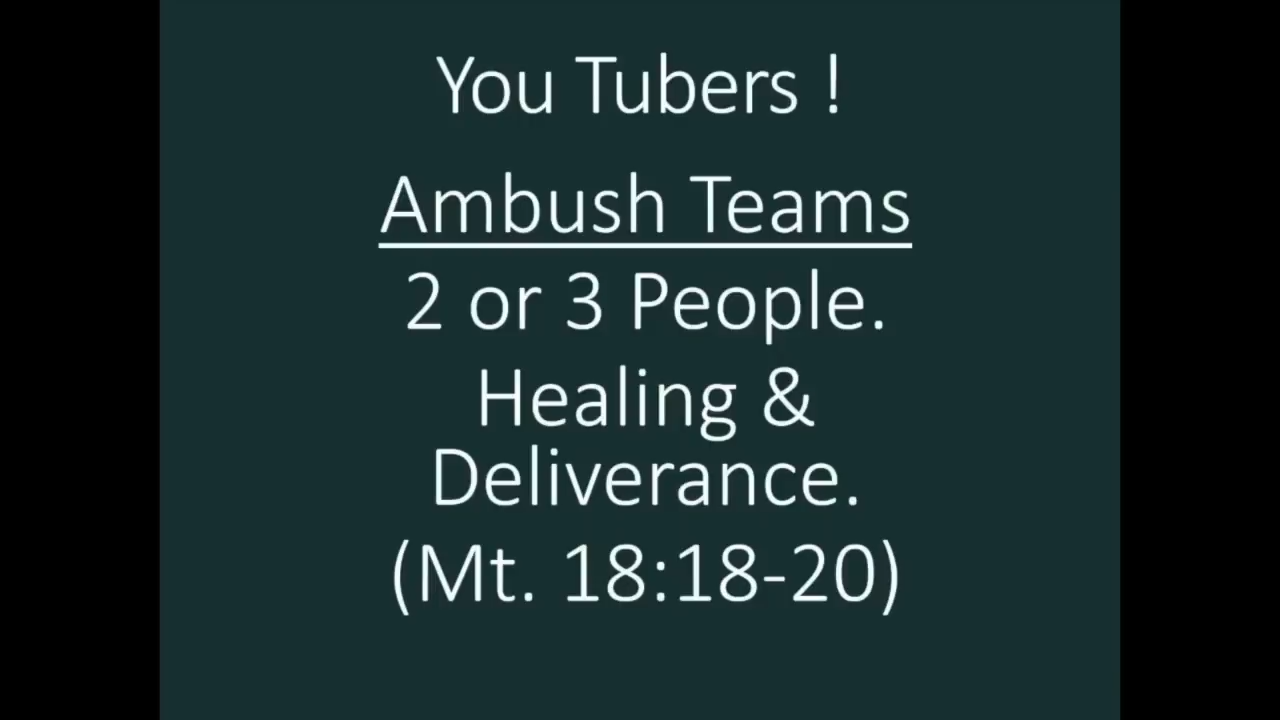 You Tubers !
Ambush Teams
2 or 3 People.
Healing &
Deliverance.
(Mt. 18:18-20)